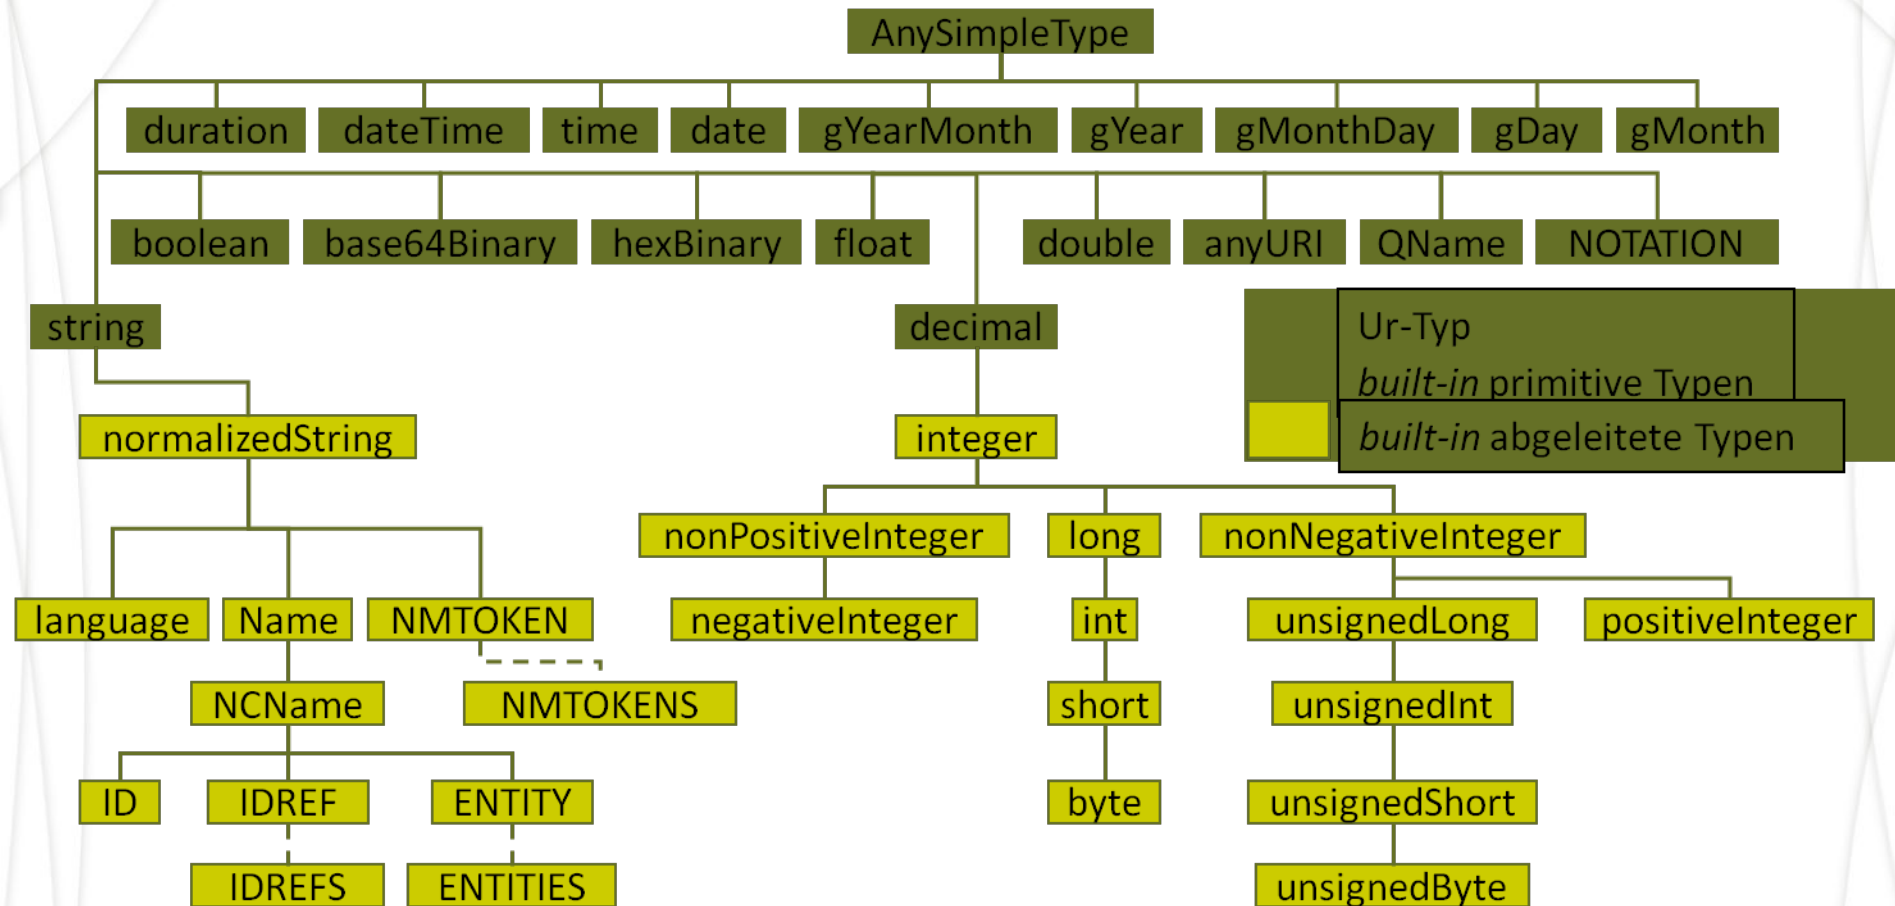 AnySimpleType
duration dateTime time date gYearMonth gYear gMonthDay gDay gMonth
boolean base64Binary hexBinary float double anyURI QName NOTATION
string decimal Ur-Typ
built-in primitive Typen
normalizedString integer built-in abgeleitete Typen
nonPositiveInteger long nonNegativeInteger
language Name NMTOKEN negativeInteger int unsignedLong positiveInteger
NCName NMTOKENS short unsignedInt
ID IDREF ENTITY byte unsignedShort
IDREFS ENTITIES unsignedByte